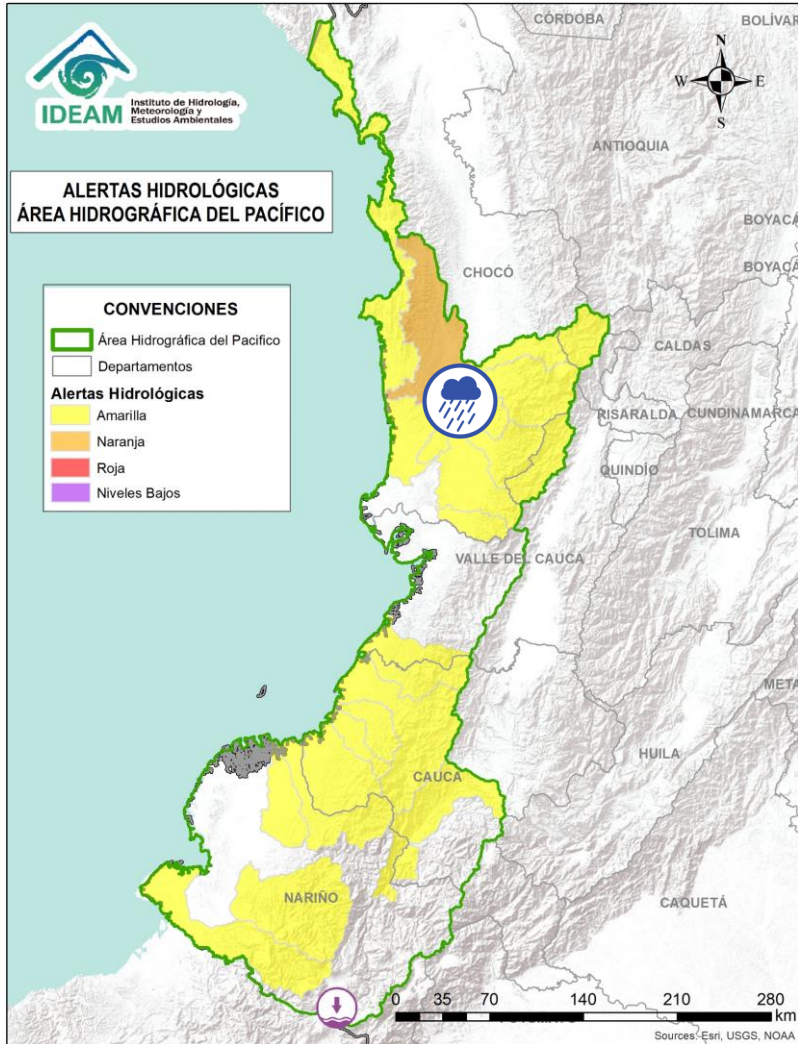 CÓRDOBA
BOLÍVAR
N
W
E
S
IDEAM
Instituto de Hidrología,
Meteorología y
Estudios Ambientales
ANTIOQUIA
ALERTAS HIDROLÓGICAS
ÁREA HIDROGRÁFICA DEL PACÍFICO
BOYACÁ
BOYACÁ
CHOCÓ
CONVENCIONES
Área Hidrográfica del Pacífico
Departamentos
Alertas Hidrológicas
Amarilla
Naranja
Roja
Niveles Bajos
CALDAS
RISARALDA
CUNDINAMARCA
QUINDÍO
TOLIMA
VALLE DEL CAUCA
META
HUILA
CAUCA
NARIÑO
CAQUETÁ
0 35 70 140 210 280
km
Sources: Esri, USGS, NOAA